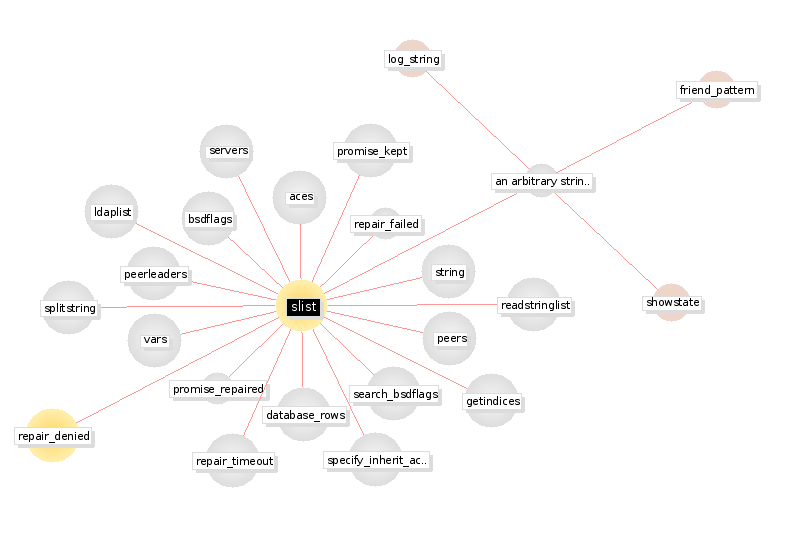 log_string
friend_pattern
servers
promise_kept
an arbitrary strin..
aces
ldaplist
bsdflags
repair_failed
peerleaders
string
splitstring
slist
readstringlist
showstate
vars
peers
promise_repaired
search_bsdflags
getindices
database_rows
repair_denied
repair_timeout
specify_inherit_ac..